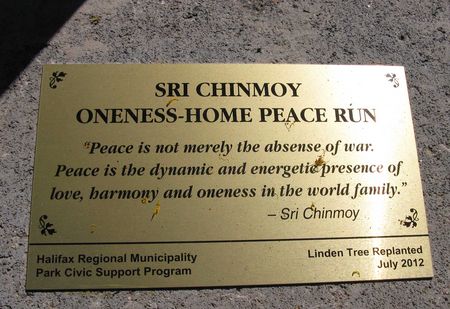 SRI CHINMOY
ONENESS-HOME PEACE RUN
"Peace is not merely the absense of war.
Peace is the dynamic and energetic presence of
love, harmony and oneness in the world family."
– Sri Chinmoy
Halifax Regional Municipality
Park Civic Support Program
Linden Tree Replanted
July 2012